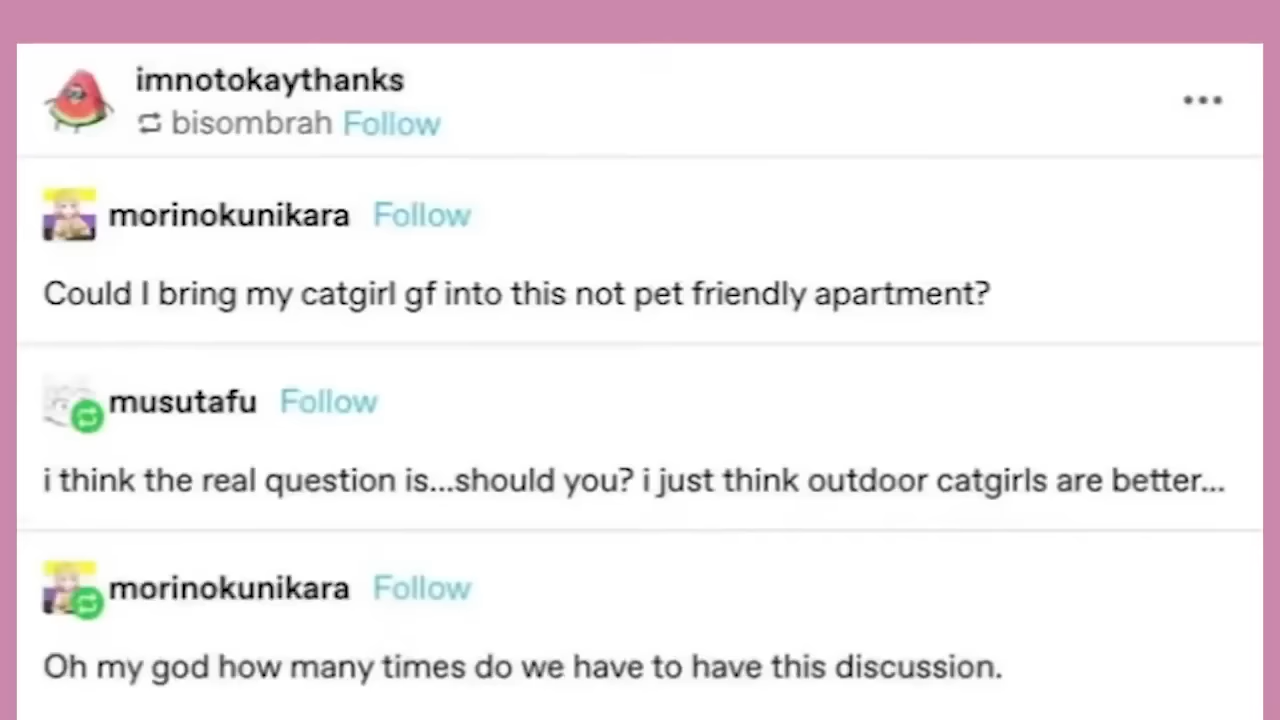 imnotokaythanks
bisombrah Follow
morinokunikara Follow
Could I bring my catgirl gf into this not pet friendly apartment?
musutafu Follow
i think the real question is...should you? i just think outdoor catgirls are better...
morinokunikara Follow
Oh my god how many times do we have to have this discussion.